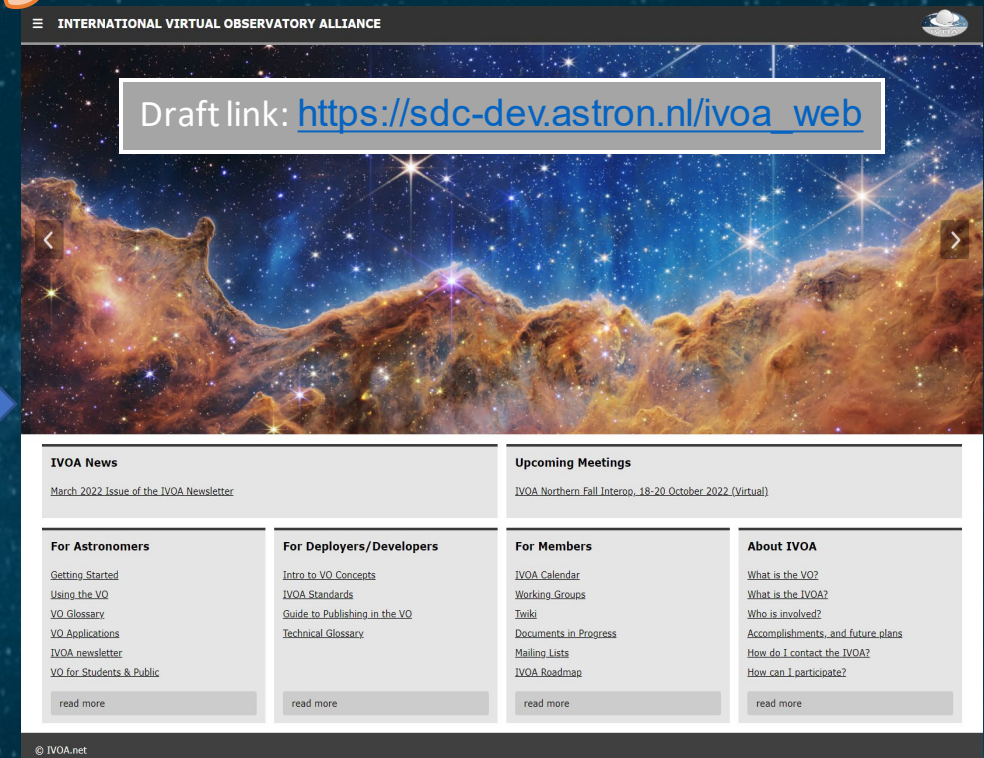 ☰ INTERNATIONAL VIRTUAL OBSERVATORY ALLIANCE
Draft link: https://sdc-dev.astron.nl/ivoa_web
IVOA News
March 2022 Issue of the IVOA Newsletter
Upcoming Meetings
IVOA Northern Fall Interop, 18-20 October 2022 (Virtual)
For Astronomers
Getting Started
Using the VO
VO Glossary
VO Applications
IVOA newsletter
VO for Students & Public
read more
For Deployers/Developers
Intro to VO Concepts
IVOA Standards
Guide to Publishing in the VO
Technical Glossary
read more
For Members
IVOA Calendar
Working Groups
Twiki
Documents in Progress
Mailing Lists
IVOA Roadmap
read more
About IVOA
What is the VO?
What is the IVOA?
Who is involved?
Accomplishments, and future plans
How do I contact the IVOA?
How can I participate?
read more
© IVOA.net